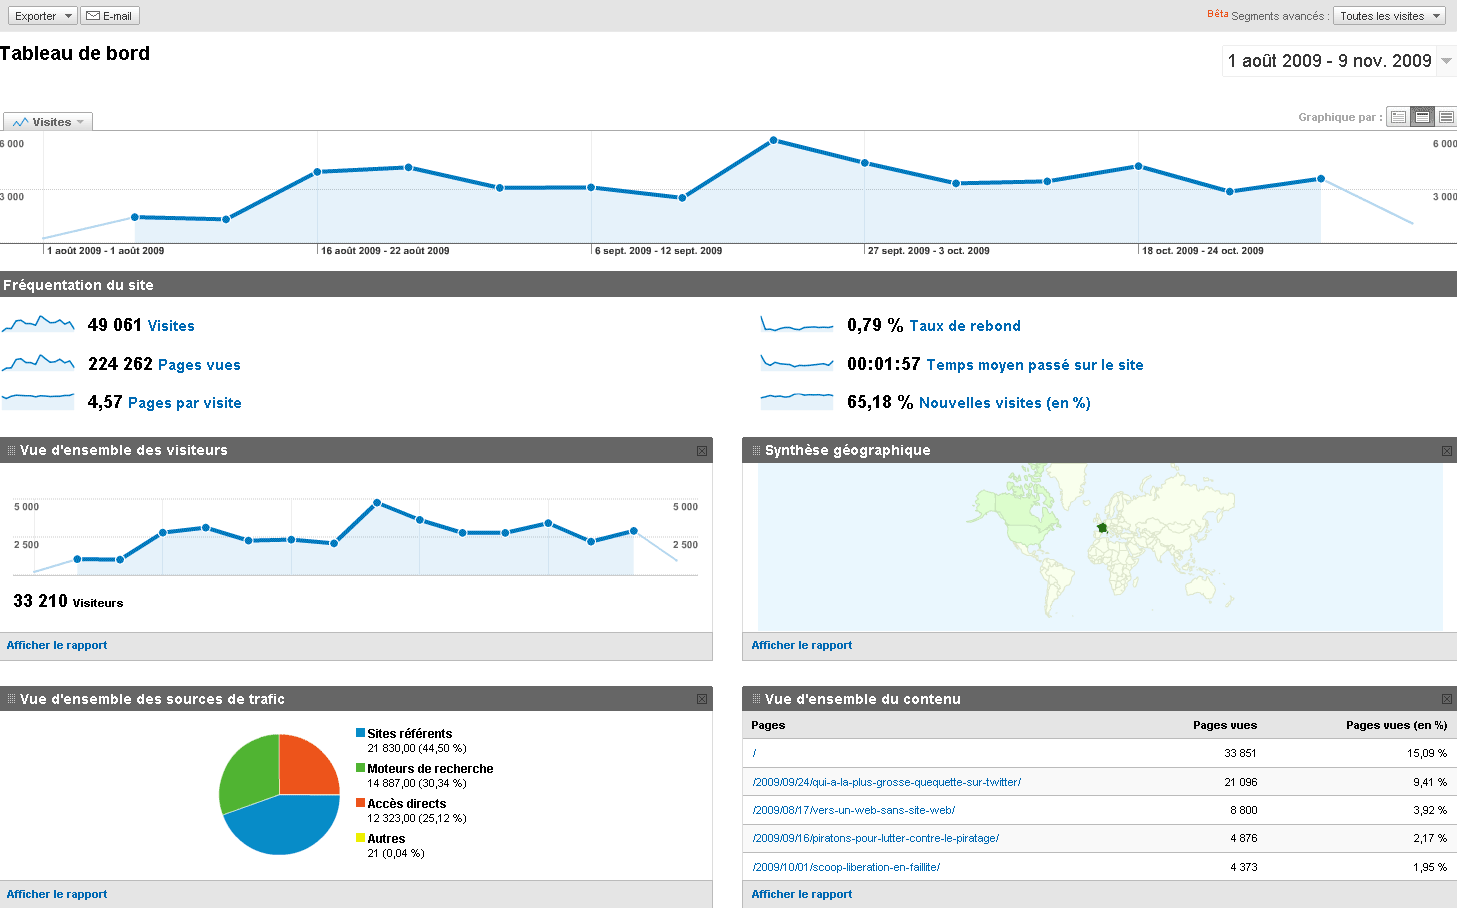 Exporter E-mail Bêta Segments avancés : Toutes les visites
Tableau de bord
1 août 2009 - 9 nov. 2009
Visites Graphique par :
6 000 6 000
3 000 3 000
1 août 2009 - 1 août 2009 16 août 2009 - 22 août 2009 6 sept. 2009 - 12 sept. 2009 27 sept. 2009 - 3 oct. 2009 18 oct. 2009 - 24 oct. 2009
Fréquentation du site
49 061 Visites 0,79 % Taux de rebond
224 262 Pages vues 00:01:57 Temps moyen passé sur le site
4,57 Pages par visite 65,18 % Nouvelles visites (en %)
Vue d'ensemble des visiteurs
5 000 5 000
2 500 2 500
33 210 Visiteurs
Afficher le rapport
Synthèse géographique
Afficher le rapport
Vue d'ensemble des sources de trafic
Sites référents
21 830,00 (44,50 %)
Moteurs de recherche
14 887,00 (30,34 %)
Accès directs
12 323,00 (25,12 %)
Autres
21 (0,04 %)
Afficher le rapport
Vue d'ensemble du contenu
Pages Pages vues Pages vues (en %)
/ 33 851 15,09 %
/2009/09/24/qui-a-la-plus-grosse-quequette-sur-twitter/ 21 096 9,41 %
/2009/08/17/vers-un-web-sans-site-web/ 8 800 3,92 %
/2009/09/16/piratons-pour-lutter-contre-le-piratage/ 4 876 2,17 %
/2009/10/01/scoop-liberation-en-faillite/ 4 373 1,95 %
Afficher le rapport